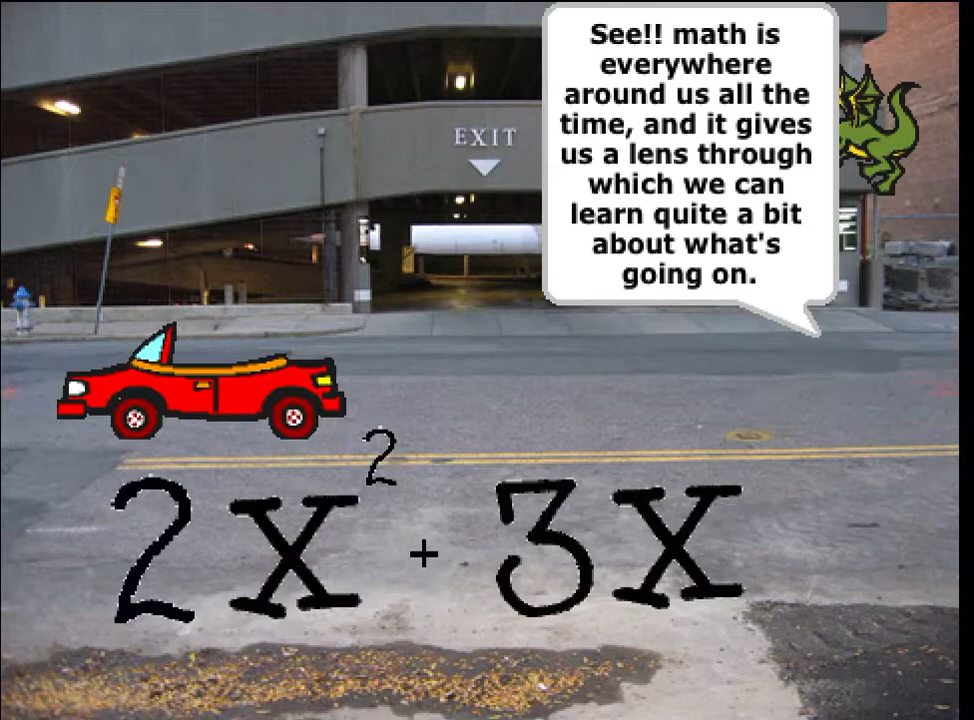 See!! math is
everywhere
around us all the
time, and it gives
us a lens through
which we can
learn quite a bit
about what's
going on.
EXIT
2x² + 3x